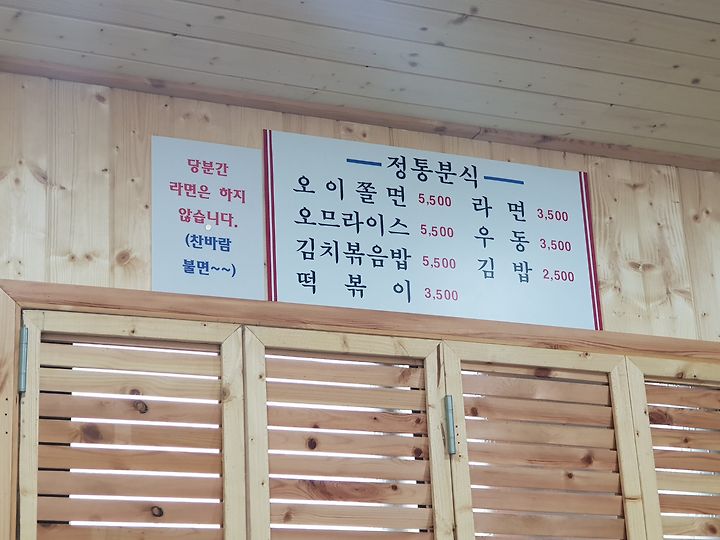 당분간
라면은 하지
않습니다.
(찬바람
불면~~)
정통분식
오이쫄면 5,500
오므라이스 5,500
김치볶음밥 5,500
떡볶이 3,500
라면 3,500
우동 3,500
김밥 2,500